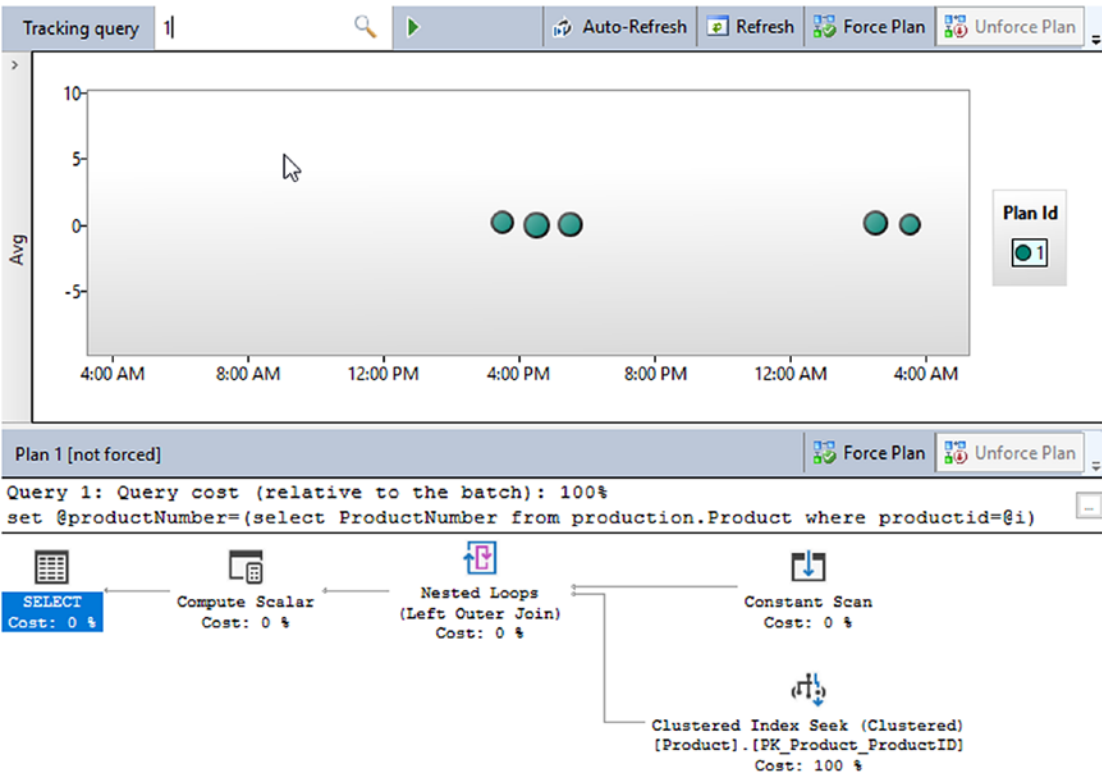 Tracking query 1 Auto-Refresh Refresh Force Plan Unforce Plan
>
10
5
0
-5
Avg
4:00 AM 8:00 AM 12:00 PM 4:00 PM 8:00 PM 12:00 AM 4:00 AM
Plan Id
1
Plan 1 [not forced] Force Plan Unforce Plan
Query 1: Query cost (relative to the batch): 100%
set @productNumber=(select ProductNumber from production.Product where productid=@i) ...
SELECT
Cost: 0 %
Compute Scalar
Cost: 0 %
Nested Loops
(Left Outer Join)
Cost: 0 %
Constant Scan
Cost: 0 %
Clustered Index Seek (Clustered)
[Product].[PK_Product_ProductID]
Cost: 100 %